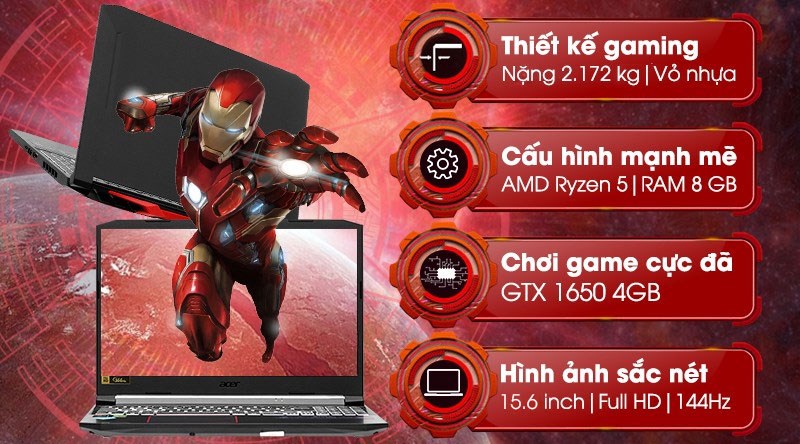 Thiết kế gaming
Nặng 2.172 kg | Vỏ nhựa
Cấu hình mạnh mẽ
AMD Ryzen 5 | RAM 8 GB
Chơi game cực đã
GTX 1650 4GB
Hình ảnh sắc nét
15.6 inch | Full HD | 144Hz
acer